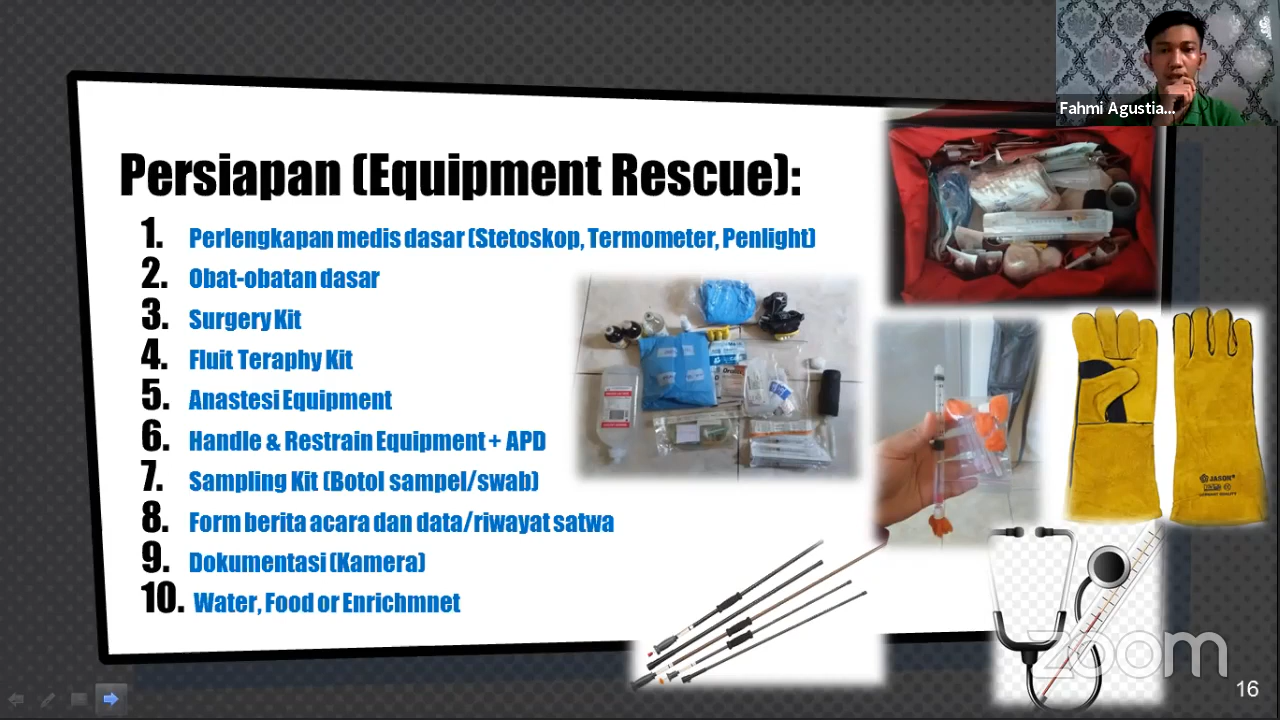 Fahmi Agustia...
Persiapan (Equipment Rescue):
1. Perlengkapan medis dasar (Stetoskop, Termometer, Penlight)
2. Obat-obatan dasar
3. Surgery Kit
4. Fluit Teraphy Kit
5. Anastesi Equipment
6. Handle & Restrain Equipment + APD
7. Sampling Kit (Botol sampel/swab)
8. Form berita acara dan data/riwayat satwa
9. Dokumentasi (Kamera)
10. Water, Food or Enrichmnet
JASON
zoom
16